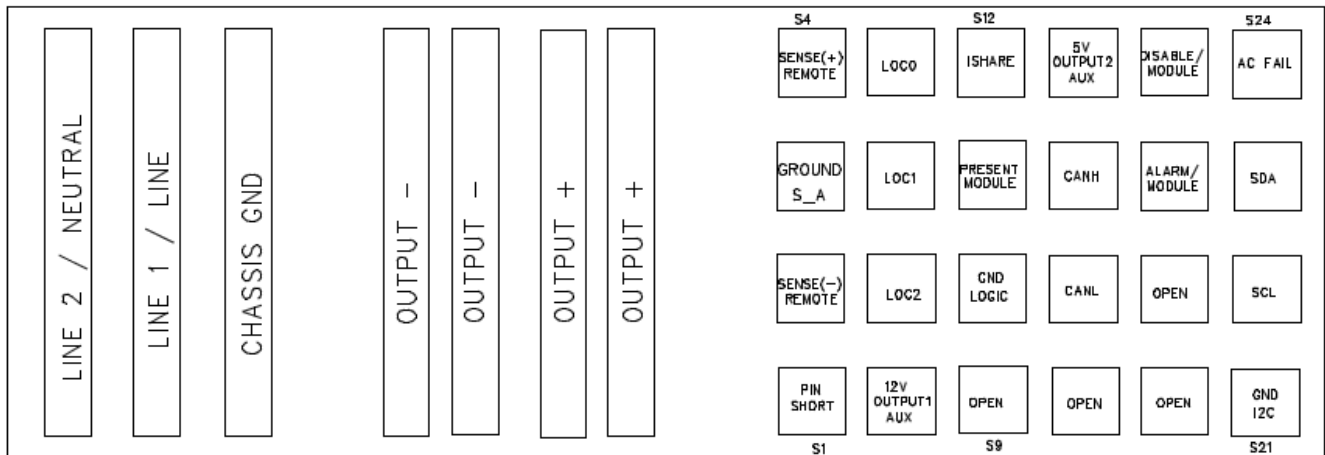 LINE 2 / NEUTRAL
LINE 1 / LINE
CHASSIS GND
OUTPUT -
OUTPUT -
OUTPUT +
OUTPUT +
S4
S12
S24
SENSE(+)
REMOTE
LOC0
ISHARE
5V
OUTPUT2
AUX
DISABLE/
MODULE
AC FAIL
GROUND
S_A
LOC1
PRESENT
MODULE
CANH
ALARM/
MODULE
SDA
SENSE(-)
REMOTE
LOC2
GND
LOGIC
CANL
OPEN
SCL
PIN
SHORT
12V
OUTPUT1
AUX
OPEN
OPEN
OPEN
GND
I2C
S1
S9
S21